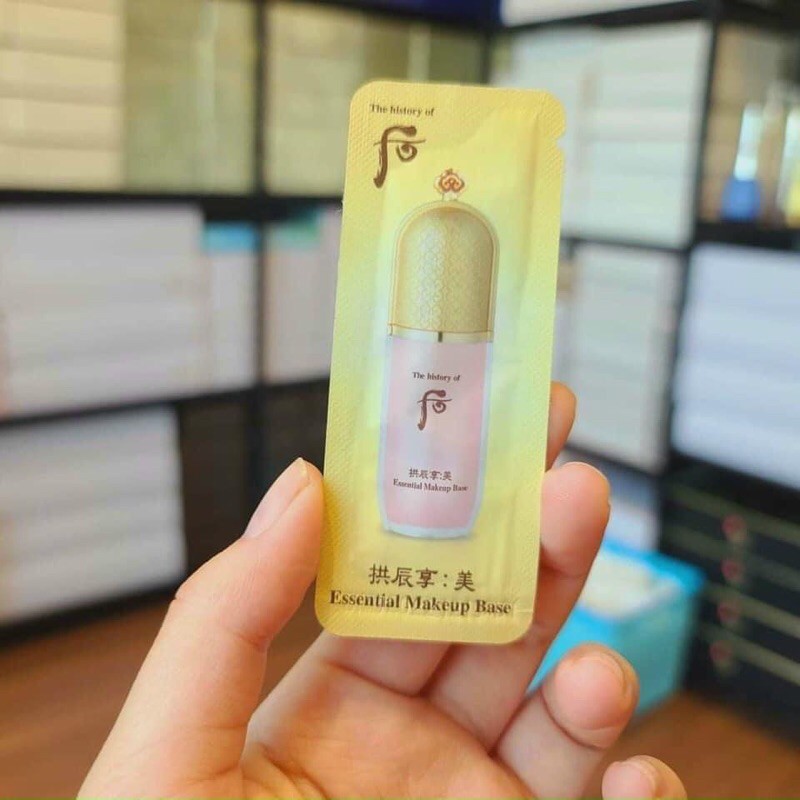 The history of
后
The history of
后
拱辰享:美
Essential Makeup Base
拱辰享:美
Essential Makeup Base